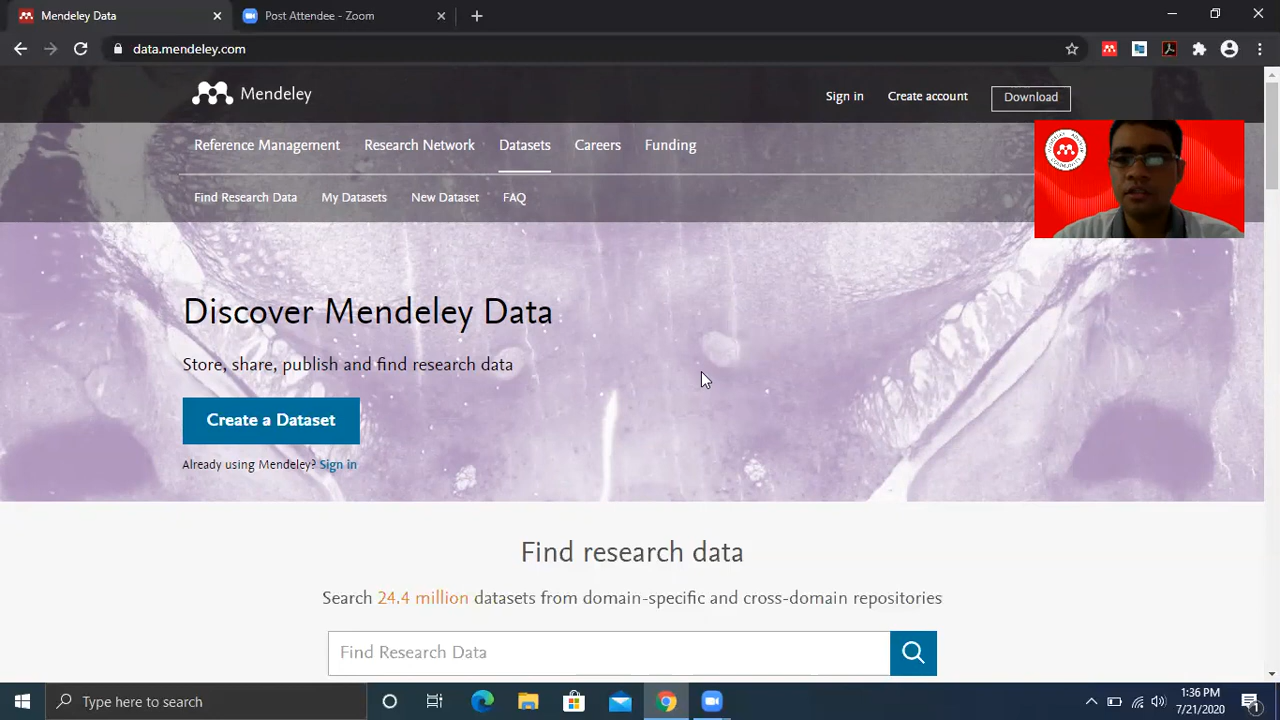 Mendeley Data
Post Attendee - Zoom
data.mendeley.com
Mendeley
Sign in
Create account
Download
Reference Management
Research Network
Datasets
Careers
Funding
Find Research Data
My Datasets
New Dataset
FAQ
Discover Mendeley Data
Store, share, publish and find research data
Create a Dataset
Already using Mendeley? Sign in
Find research data
Search 24.4 million datasets from domain-specific and cross-domain repositories
Find Research Data
Type here to search
1:36 PM
7/21/2020
1